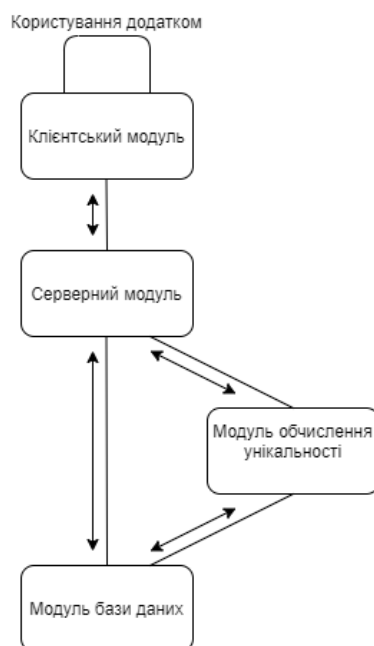 Користування додатком
Клієнтський модуль
Серверний модуль
Модуль обчислення
унікальності
Модуль бази даних